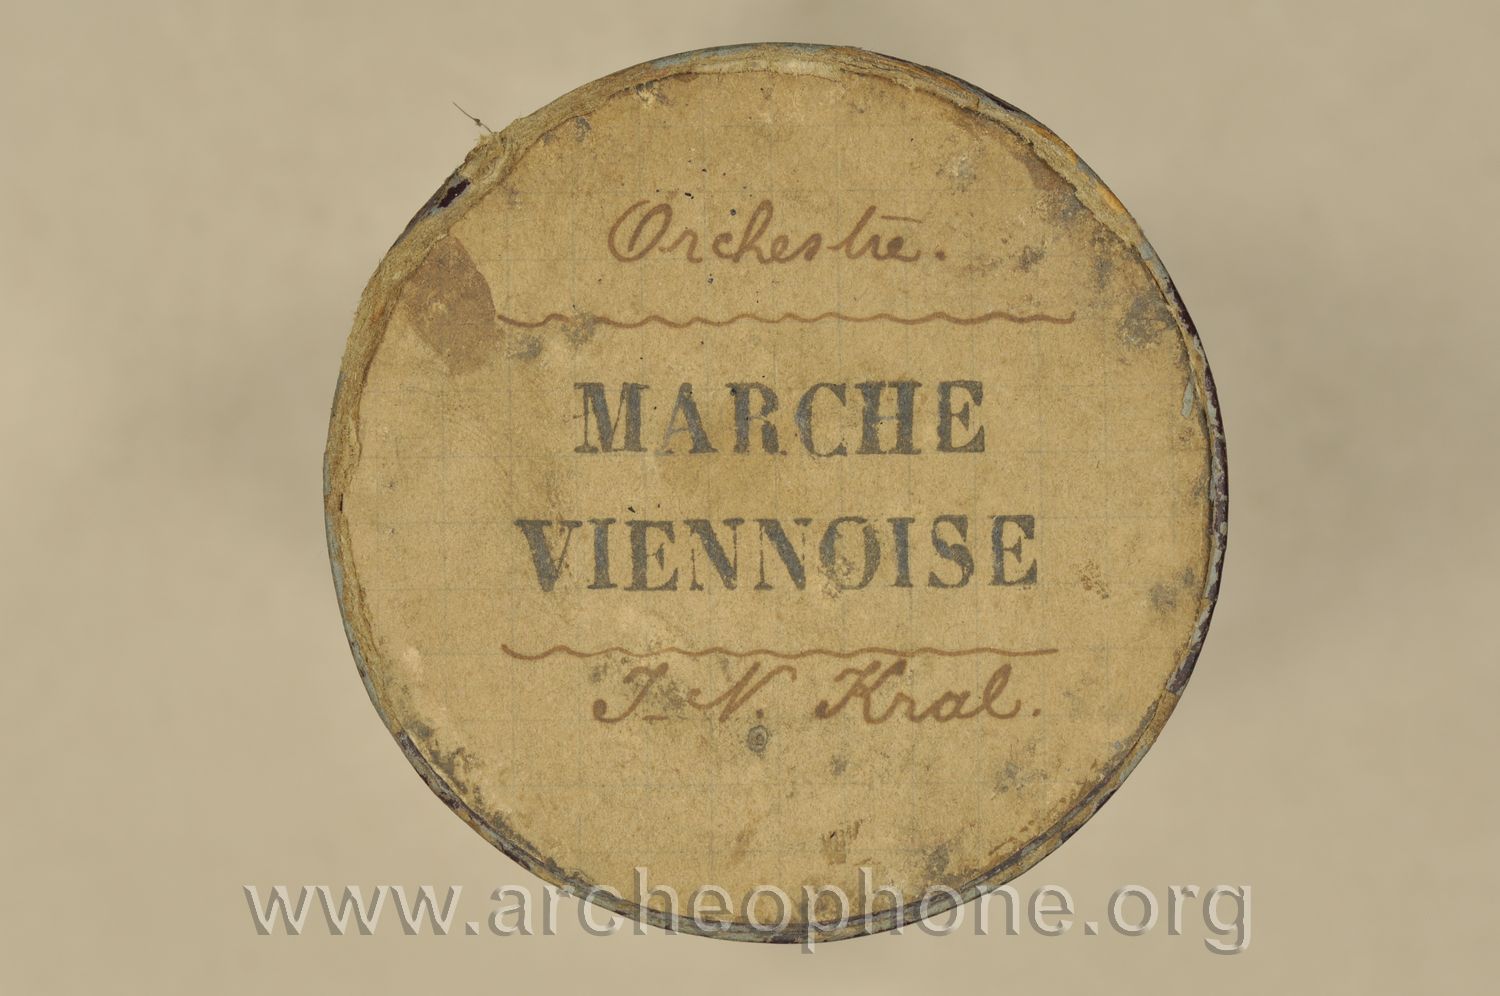 Orchestre.
MARCHE
VIENNOISE
J. N. Kral.
www.archeophone.org